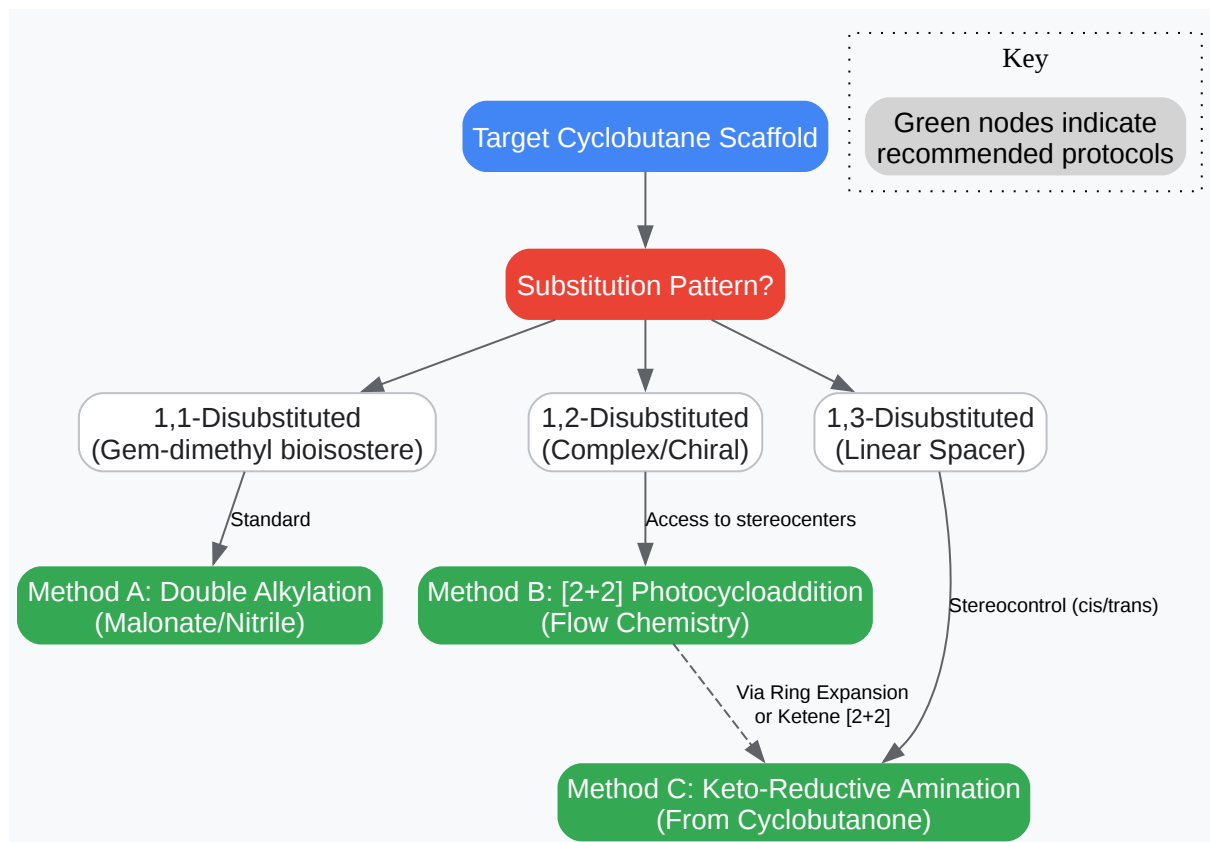 Key
Green nodes indicate
recommended protocols
Target Cyclobutane Scaffold
Substitution Pattern?
1,1-Disubstituted
(Gem-dimethyl bioisostere)
1,2-Disubstituted
(Complex/Chiral)
1,3-Disubstituted
(Linear Spacer)
Standard
Access to stereocenters
Method A: Double Alkylation
(Malonate/Nitrile)
Method B: [2+2] Photocycloaddition
(Flow Chemistry)
Stereocontrol (cis/trans)
Via Ring Expansion
or Ketene [2+2]
Method C: Keto-Reductive Amination
(From Cyclobutanone)